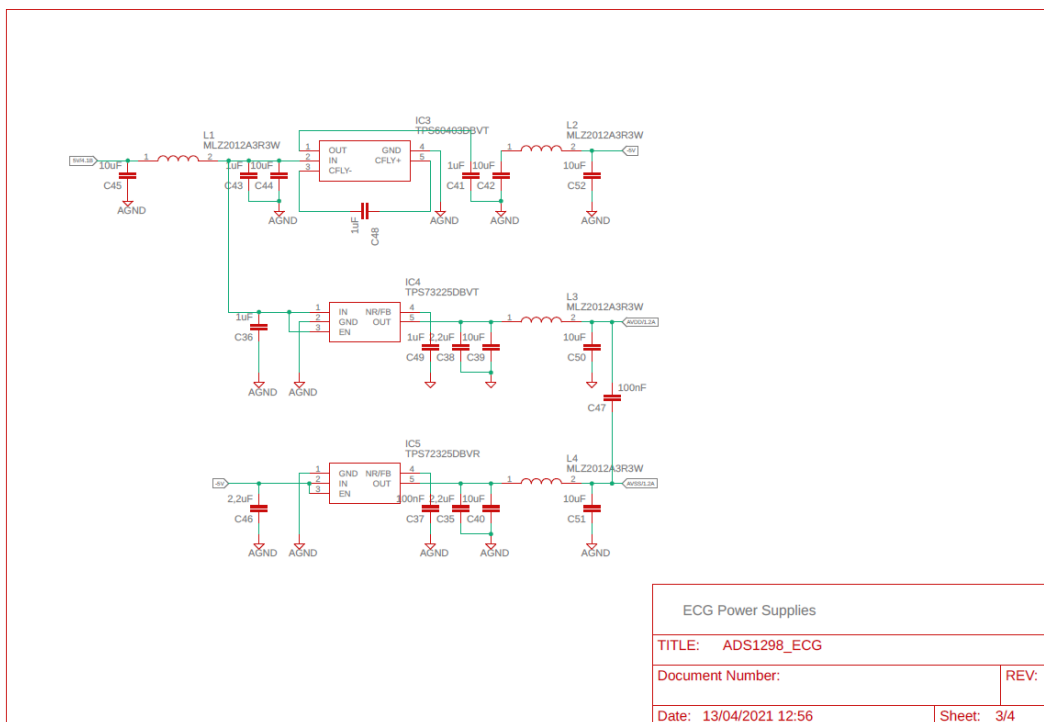 IC3
TPS60403DBVT
L1
MLZ2012A3R3W
L2
MLZ2012A3R3W
5V/4.1B
1 2
10uF
C45
AGND
1uF
C43
10uF
C44
AGND
1 OUT GND 4
2 IN CFLY+ 5
3 CFLY-
1uF
C48
AGND
1uF
C41
10uF
C42
AGND
1 2
-5V
10uF
C52
AGND
IC4
TPS73225DBVT
L3
MLZ2012A3R3W
1uF
C36
AGND
1 IN NR/FB 4
2 GND OUT 5
3 EN
AGND
1uF
C49
2,2uF
C38
10uF
C39
1 2
AVDD/1.2A
10uF
C50
100nF
C47
IC5
TPS72325DBVR
L4
MLZ2012A3R3W
-5V
2,2uF
C46
AGND
1 GND NR/FB 4
2 IN OUT 5
3 EN
AGND
100nF
C37
AGND
2,2uF
C35
10uF
C40
AGND
1 2
AVSS/1.2A
10uF
C51
AGND
ECG Power Supplies
TITLE: ADS1298_ECG
Document Number:
REV:
Date: 13/04/2021 12:56
Sheet: 3/4